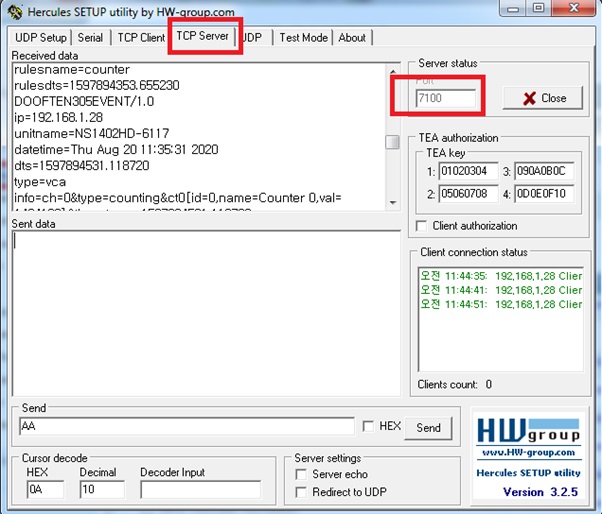 Hercules SETUP utility by HW-group.com
UDP Setup Serial TCP Client TCP Server UDP Test Mode About
Received data
rulesname=counter
rulesdts=1597894353.655230
DOOFTEN305EVENT/1.0
ip=192.168.1.28
unitname=NS1402HD-6117
datetime=Thu Aug 20 11:35:31 2020
dts=1597894531.118720
type=vca
info=ch=0&type=counting&ct0[id=0,name=Counter 0,val=
Server status
Port
7100
Close
TEA authorization
TEA key
1: 01020304 3: 090A0B0C
2: 05060708 4: 0D0E0F10
Client authorization
Sent data
Client connection status
오전 11:44:35: 192,168,1,28 Clier
오전 11:44:41: 192,168,1,28 Clier
오전 11:44:51: 192,168,1,28 Clier
Clients count: 0
Send
AA
HEX Send
Cursor decode
HEX Decimal Decoder Input
0A 10
Server settings
Server echo
Redirect to UDP
HW group
www.HW-group.com
Hercules SETUP utility
Version 3.2.5